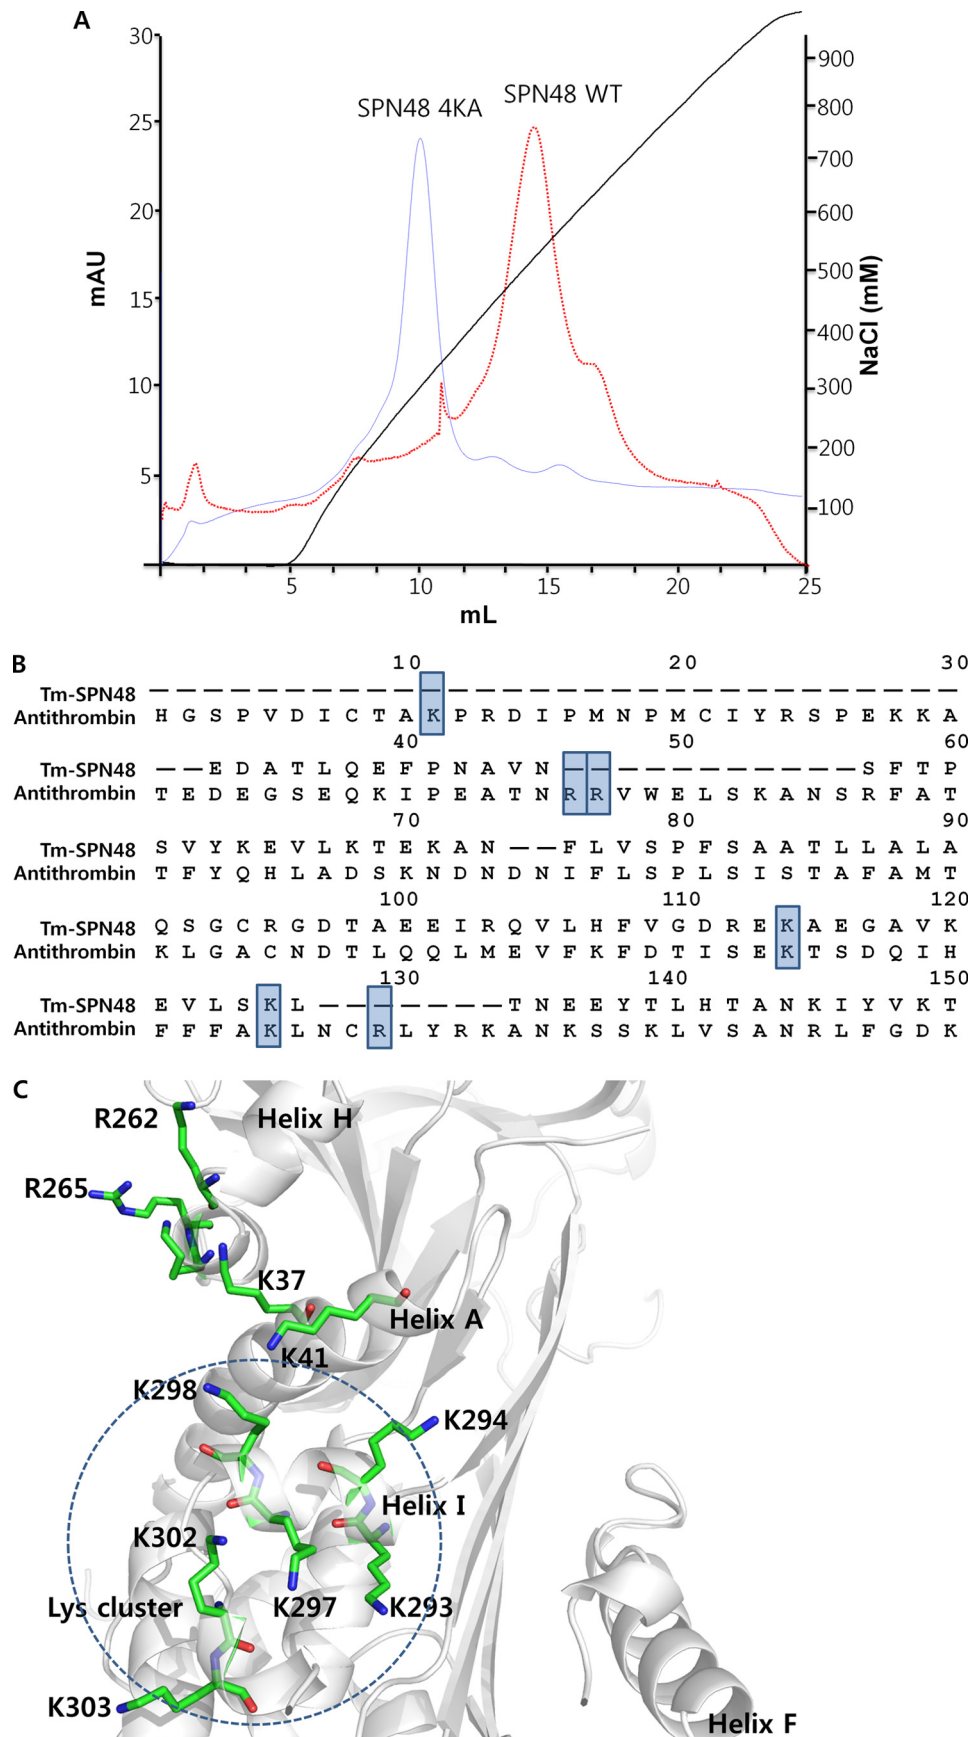 A
30
25
20
15
10
5
mAU
SPN48 4KA
SPN48 WT
900
800
700
600
500
400
300
200
100
NaCl (mM)
5 10 15 20 25
mL
B
10 20 30
Tm-SPN48 — — — — — — — — — — — — — — — — — — — — — — — — — — — — — —
Antithrombin H G S P V D I C T A K P R D I P M N P M C I Y R S P E K K A
40 50 60
Tm-SPN48 — — E D A T L Q E F P N A V N — — — — — — — — — — — S F T P
Antithrombin T E D E G S E Q K I P E A T N R R V W E L S K A N S R F A T
70 80 90
Tm-SPN48 S V Y K E V L K T E K A N — — F L V S P F S A A T L L A L A
Antithrombin T F Y Q H L A D S K N D N D N I F L S P L S I S T A F A M T
100 110 120
Tm-SPN48 Q S G C R G D T A E E I R Q V L H F V G D R E K A E G A V K
Antithrombin K L G A C N D T L Q Q L M E V F K F D T I S E K T S D Q I H
130 140 150
Tm-SPN48 E V L S K L — — — — — — — T N E E Y T L H T A N K I Y V K T
Antithrombin F F F A K L N C R L Y R K A N K S S K L V S A N R L F G D K
C
R262
Helix H
R265
K37
Helix A
K41
K298
K294
Helix I
K302
Lys cluster
K297
K293
K303
Helix F